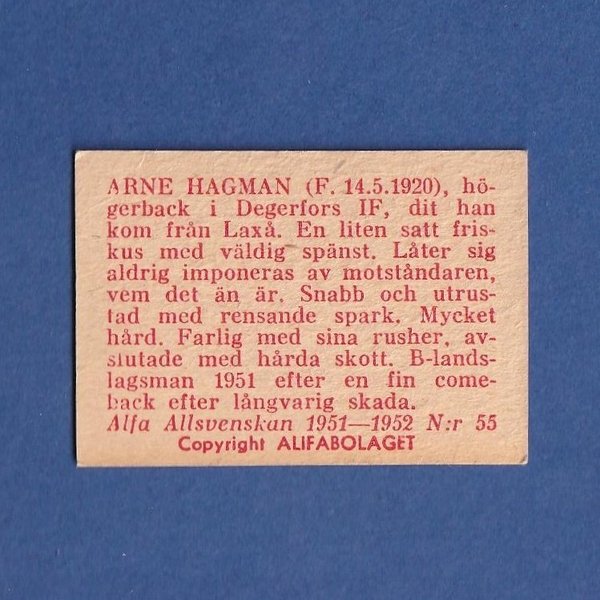 ARNE HAGMAN (F. 14.5.1920), hö-
gerback i Degerfors IF, dit han
kom från Laxå. En liten satt fris-
kus med väldig spänst. Låter sig
aldrig imponeras av motståndaren,
vem det än är. Snabb och utrus-
tad med rensande spark. Mycket
hård. Farlig med sina rusher, av-
slutade med hårda skott. B-lands-
lagsman 1951 efter en fin come-
back efter långvarig skada.
Alfa Allsvenskan 1951—1952 N:r 55
Copyright ALIFABOLAGET